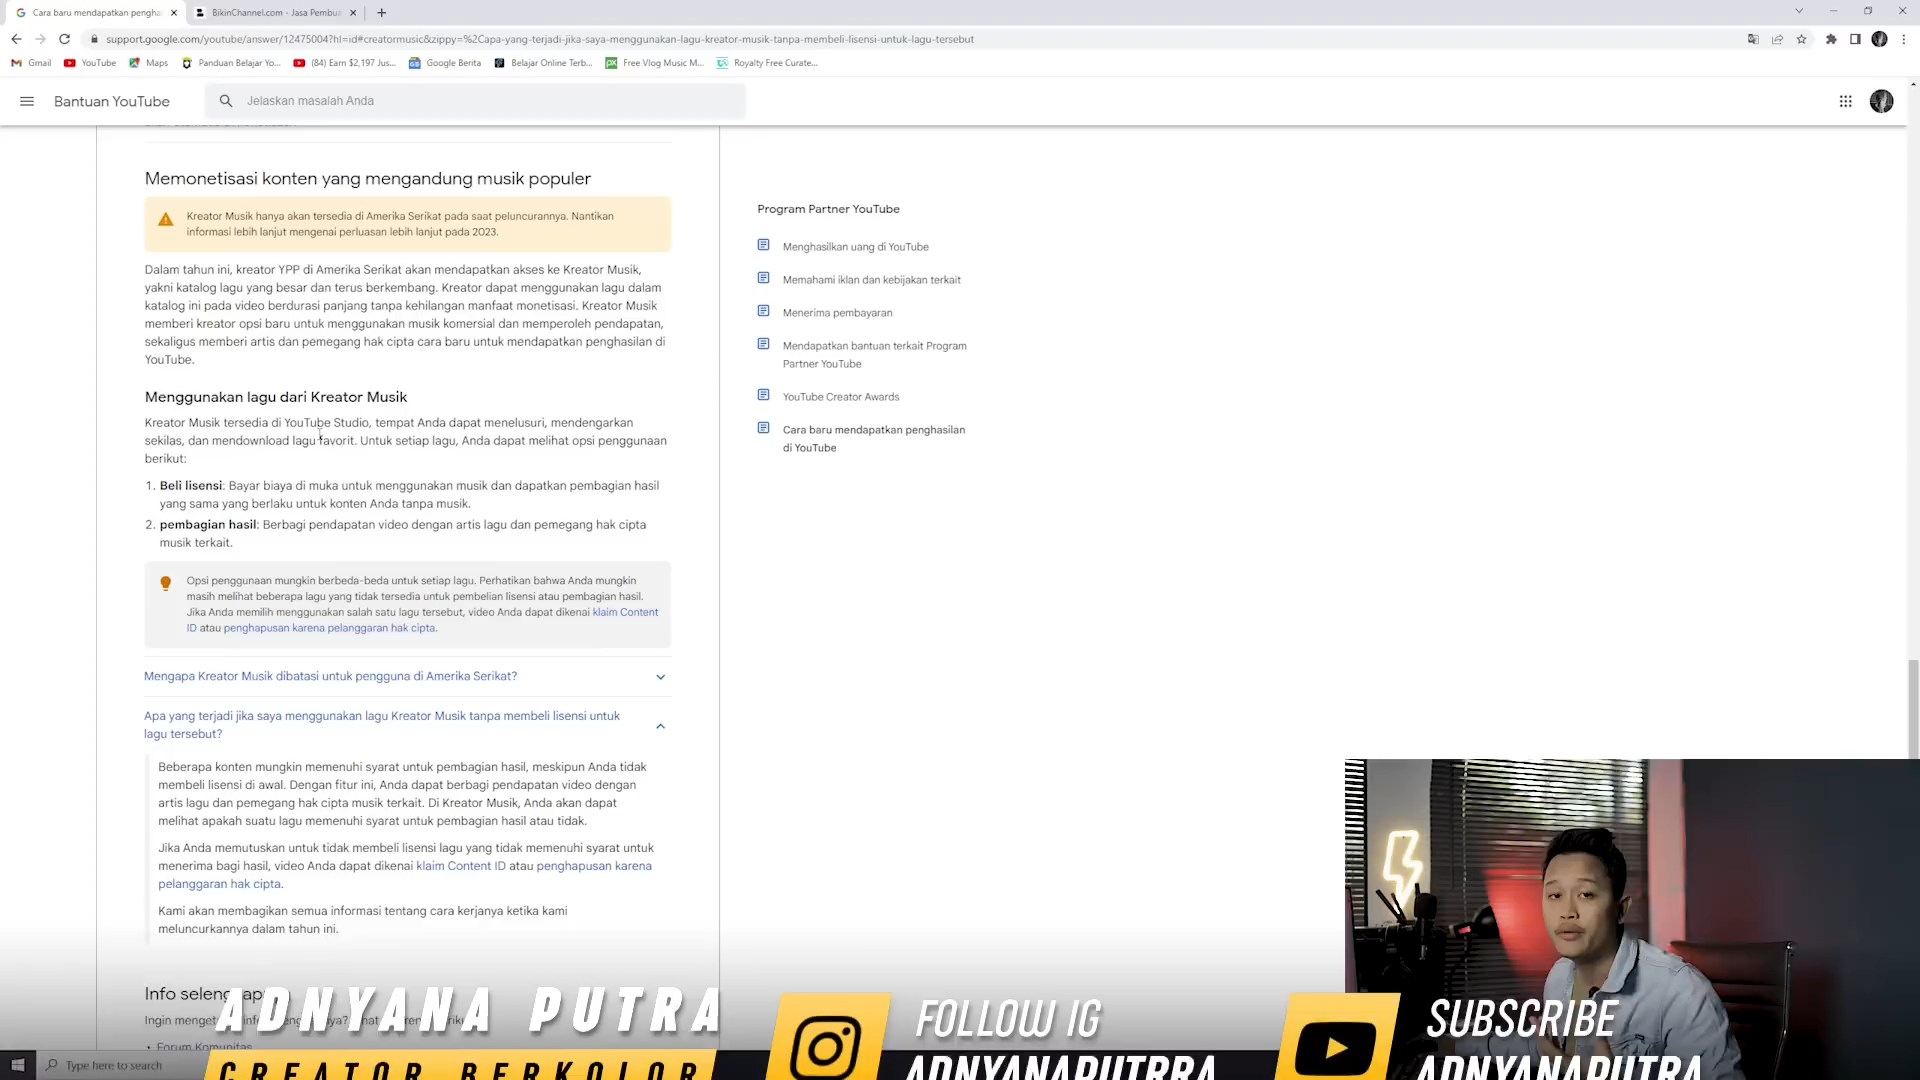 Cara baru mendapatkan pengha
BikinChannel.com - Jasa Pembua
support.google.com/youtube/answer/12475004?hl=id#creatormusic&zippy=%2Capa-yang-terjadi-jika-saya-menggunakan-lagu-kreator-musik-tanpa-membeli-lisensi-untuk-lagu-tersebut
Gmail
YouTube
Maps
Panduan Belajar Yo...
(84) Earn $2,197 Jus...
Google Berita
Belajar Online Terb...
Free Vlog Music M...
Royalty Free Curate...
Bantuan YouTube
Jelaskan masalah Anda
Memonetisasi konten yang mengandung musik populer
Kreator Musik hanya akan tersedia di Amerika Serikat pada saat peluncurannya. Nantikan
informasi lebih lanjut mengenai perluasan lebih lanjut pada 2023.
Dalam tahun ini, kreator YPP di Amerika Serikat akan mendapatkan akses ke Kreator Musik,
yakni katalog lagu yang besar dan terus berkembang. Kreator dapat menggunakan lagu dalam
katalog ini pada video berdurasi panjang tanpa kehilangan manfaat monetisasi. Kreator Musik
memberi kreator opsi baru untuk menggunakan musik komersial dan memperoleh pendapatan,
sekaligus memberi artis dan pemegang hak cipta cara baru untuk mendapatkan penghasilan di
YouTube.
Menggunakan lagu dari Kreator Musik
Kreator Musik tersedia di YouTube Studio, tempat Anda dapat menelusuri, mendengarkan
sekilas, dan mendownload lagu favorit. Untuk setiap lagu, Anda dapat melihat opsi penggunaan
berikut:
1. Beli lisensi: Bayar biaya di muka untuk menggunakan musik dan dapatkan pembagian hasil
yang sama yang berlaku untuk konten Anda tanpa musik.
2. pembagian hasil: Berbagi pendapatan video dengan artis lagu dan pemegang hak cipta
musik terkait.
Opsi penggunaan mungkin berbeda-beda untuk setiap lagu. Perhatikan bahwa Anda mungkin
masih melihat beberapa lagu yang tidak tersedia untuk pembelian lisensi atau pembagian hasil.
Jika Anda memilih menggunakan salah satu lagu tersebut, video Anda dapat dikenai klaim Content
ID atau penghapusan karena pelanggaran hak cipta.
Mengapa Kreator Musik dibatasi untuk pengguna di Amerika Serikat?
Apa yang terjadi jika saya menggunakan lagu Kreator Musik tanpa membeli lisensi untuk
lagu tersebut?
Beberapa konten mungkin memenuhi syarat untuk pembagian hasil, meskipun Anda tidak
membeli lisensi di awal. Dengan fitur ini, Anda dapat berbagi pendapatan video dengan
artis lagu dan pemegang hak cipta musik terkait. Di Kreator Musik, Anda akan dapat
melihat apakah suatu lagu memenuhi syarat untuk pembagian hasil atau tidak.
Jika Anda memutuskan untuk tidak membeli lisensi lagu yang tidak memenuhi syarat untuk
menerima bagi hasil, video Anda dapat dikenai klaim Content ID atau penghapusan karena
pelanggaran hak cipta.
Kami akan membagikan semua informasi tentang cara kerjanya ketika kami
meluncurkannya dalam tahun ini.
Program Partner YouTube
Menghasilkan uang di YouTube
Memahami iklan dan kebijakan terkait
Menerima pembayaran
Mendapatkan bantuan terkait Program
Partner YouTube
YouTube Creator Awards
Cara baru mendapatkan penghasilan
di YouTube
Info seleng
Forum Komunitas
Type here to search
ADNYANA PUTRA
CREATOR BERKOLOR
FOLLOW IG
ADNYANAPUTRRA
SUBSCRIBE
ADNYANAPUTRA